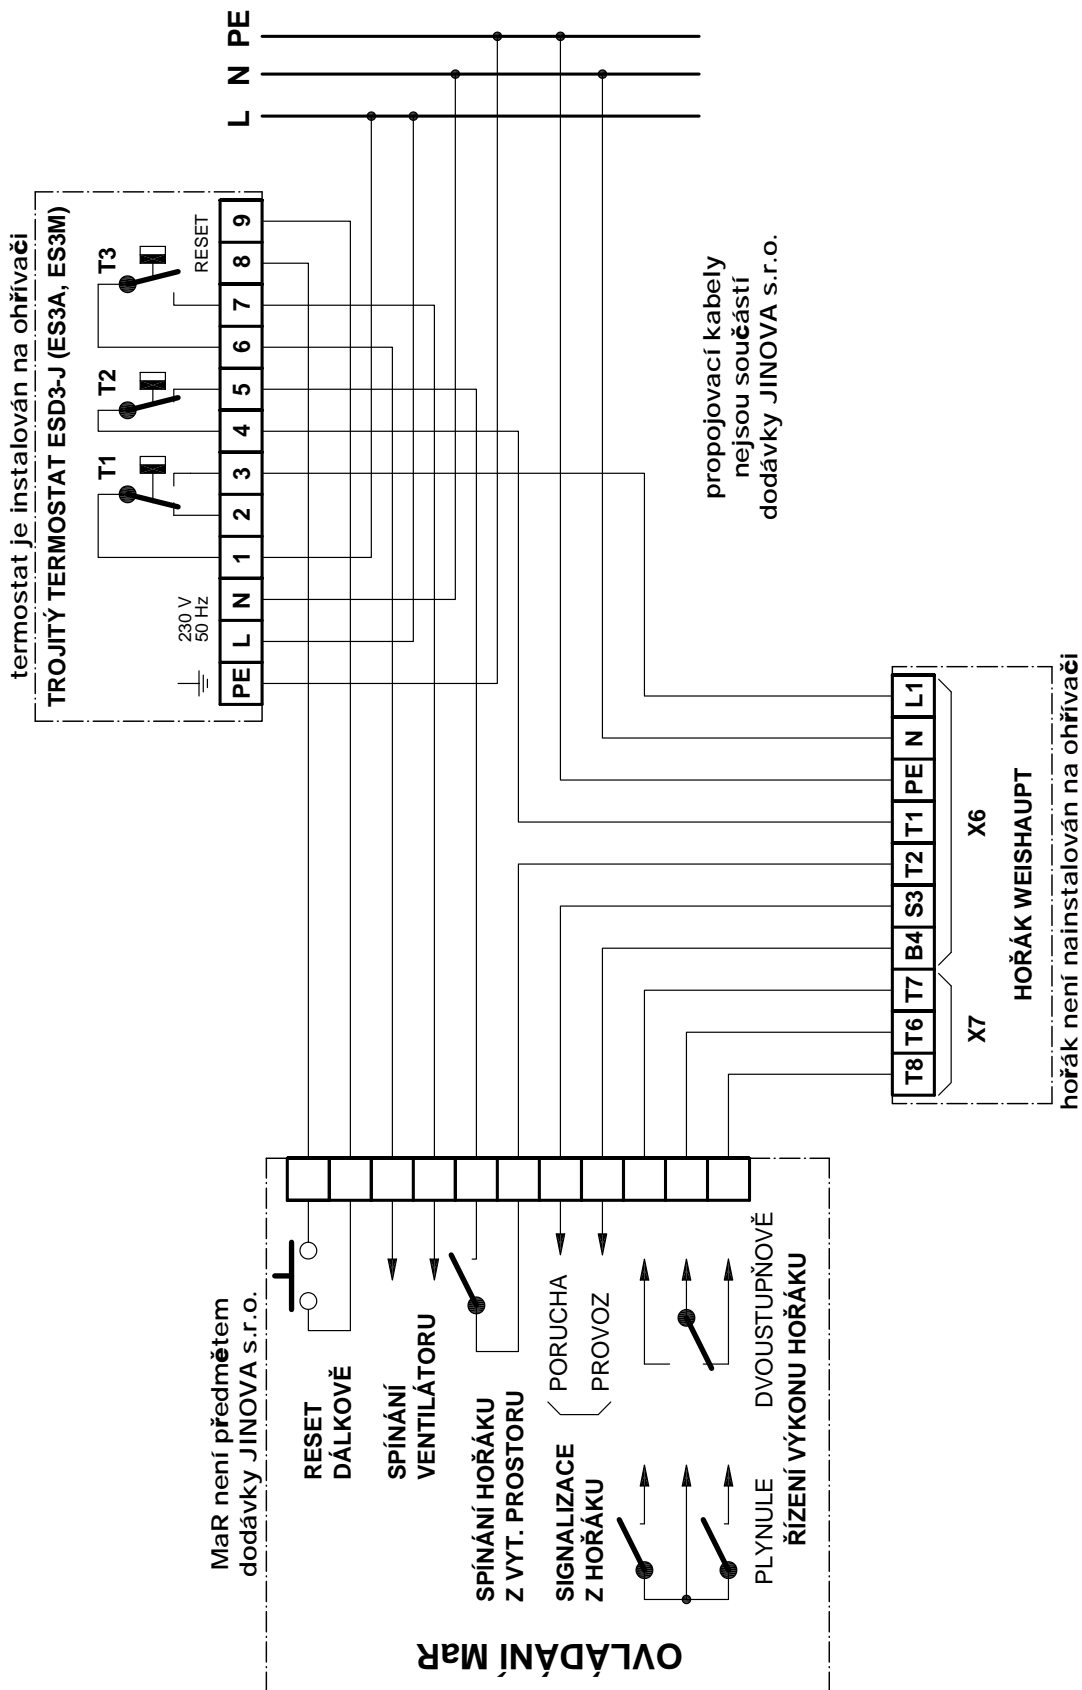 L N PE
termostat je instalován na ohřívači
TROJITÝ TERMOSTAT ESD3-J (ES3A, ES3M)
T1
T2
T3
RESET
230 V
50 Hz
PE L N 1 2 3 4 5 6 7 8 9
propojovací kabely
nejsou součástí
dodávky JINOVA s.r.o.
MaR není předmětem
dodávky JINOVA s.r.o.
OVLÁDÁNÍ MaR
RESET
DÁLKOVĚ
SPÍNÁNÍ
VENTILÁTORU
SPÍNÁNÍ HOŘÁKU
Z VYT. PROSTORU
SIGNALIZACE
Z HOŘÁKU
PORUCHA
PROVOZ
PLYNULE
DVOUSTUPŇOVĚ
ŘÍZENÍ VÝKONU HOŘÁKU
T8 T6 T7 B4 S3 T2 T1 PE N L1
X7
X6
HOŘÁK WEISHAUPT
hořák není nainstalován na ohřívači